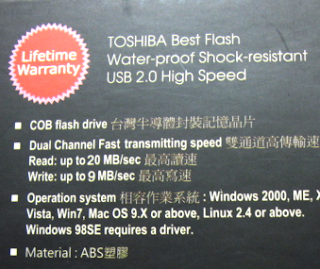 Lifetime
Warranty
TOSHIBA Best Flash
Water-proof Shock-resistant
USB 2.0 High Speed
COB flash drive 台灣半導體封裝記憶晶片
Dual Channel Fast transmitting speed 雙通道高傳輸速
Read: up to 20 MB/sec 最高讀速
Write: up to 9 MB/sec 最高寫速
Operation system 相容作業系統 : Windows 2000, ME, X
Vista, Win7, Mac OS 9.X or above, Linux 2.4 or above.
Windows 98SE requires a driver.
Material : ABS塑膠